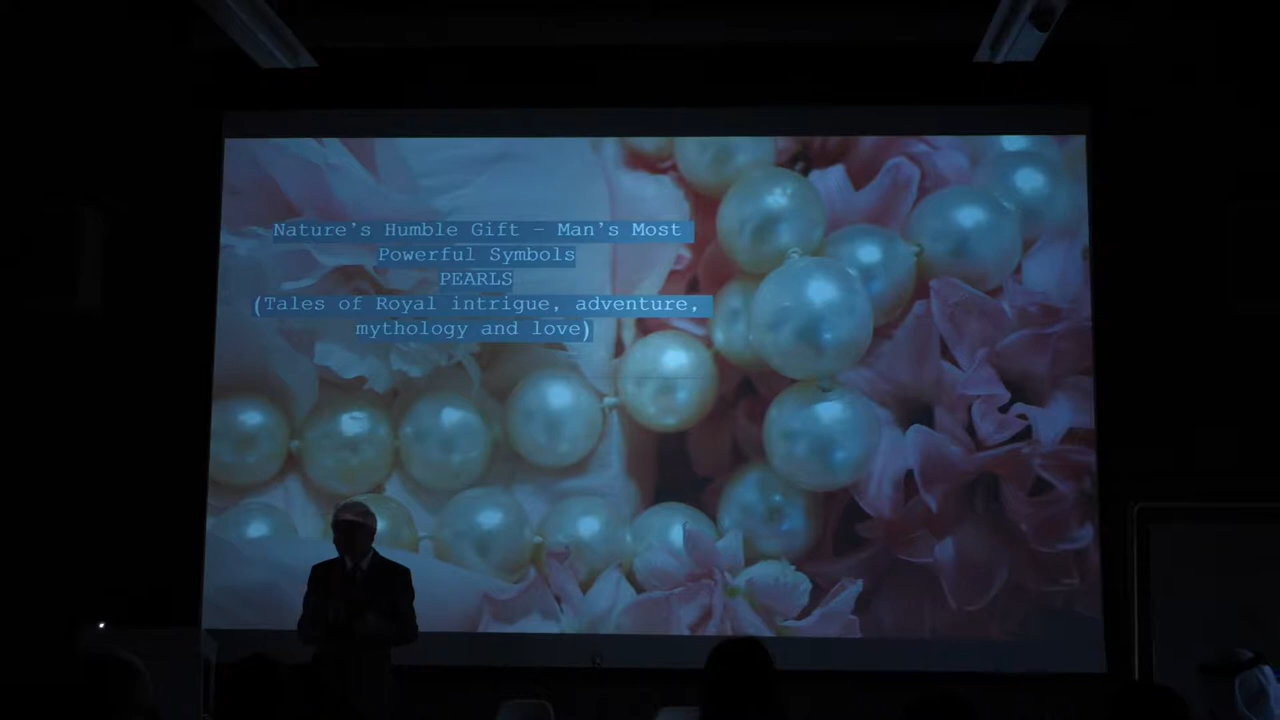 Nature’s Humble Gift – Man’s Most
Powerful Symbols
PEARLS
(Tales of Royal intrigue, adventure,
mythology and love)